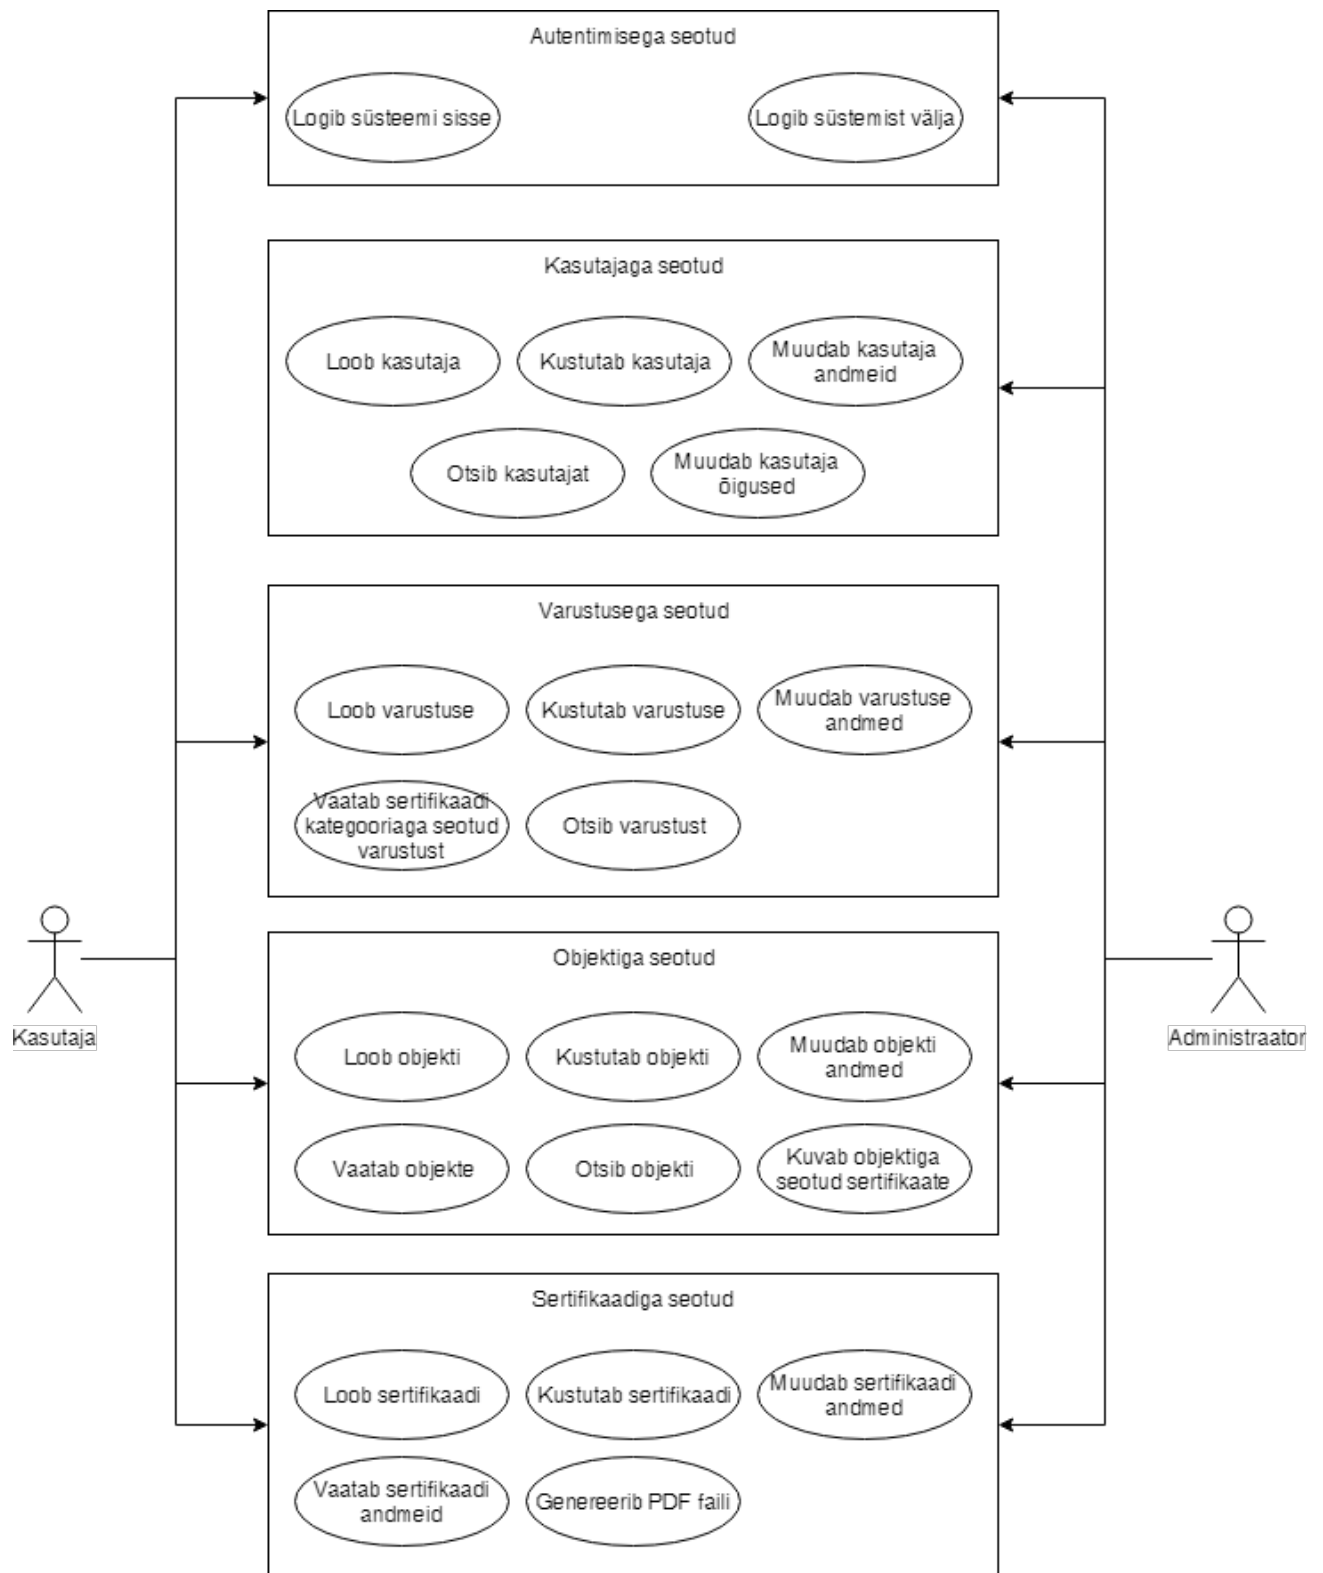 Autentimisega seotud
Logib süsteemi sisse
Logib süstemist välja
Kasutajaga seotud
Loob kasutaja
Kustutab kasutaja
Muudab kasutaja
andmeid
Otsib kasutajat
Muudab kasutaja
õigused
Varustusega seotud
Loob varustuse
Kustutab varustuse
Muudab varustuse
andmed
Vaatab sertifikaadi
kategooriaga seotud
varustust
Otsib varustust
Kasutaja
Administraator
Objektiga seotud
Loob objekti
Kustutab objekti
Muudab objekti
andmed
Vaatab objekte
Otsib objekti
Kuvab objektiga
seotud sertifikaate
Sertifikaadiga seotud
Loob sertifikaadi
Kustutab sertifikaadi
Muudab sertifikaadi
andmed
Vaatab sertifikaadi
andmeid
Genereerib PDF faili